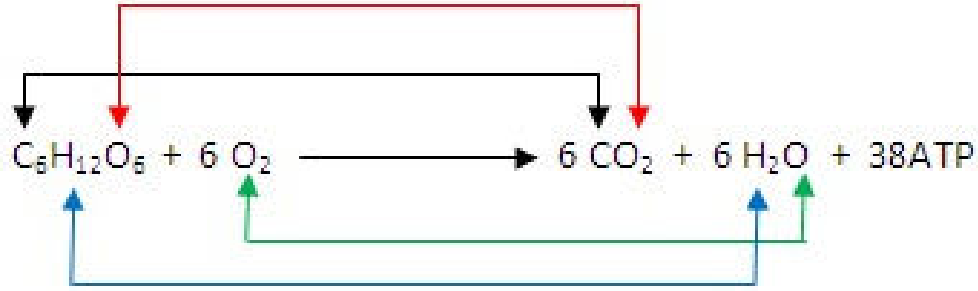 C₆H₁₂O₆ + 6 O₂ → 6 CO₂ + 6 H₂O + 38ATP